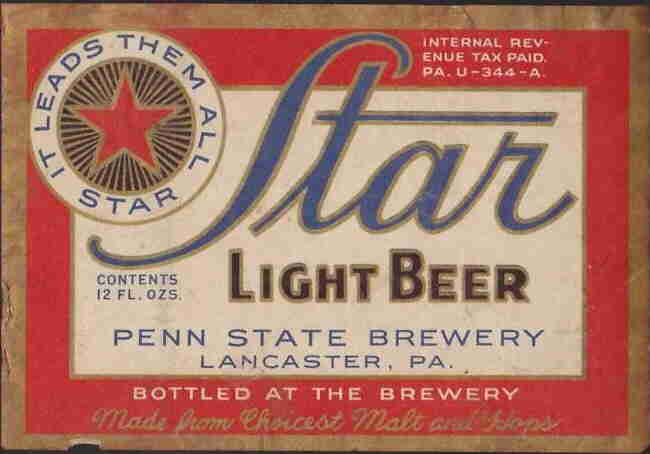 IT LEADS THEM ALL
STAR
INTERNAL REV-
ENUE TAX PAID.
PA. U-344-A.
Star
LIGHT BEER
CONTENTS
12 FL. OZS.
PENN STATE BREWERY
LANCASTER, PA.
BOTTLED AT THE BREWERY
Made from Choicest Malt and Hops